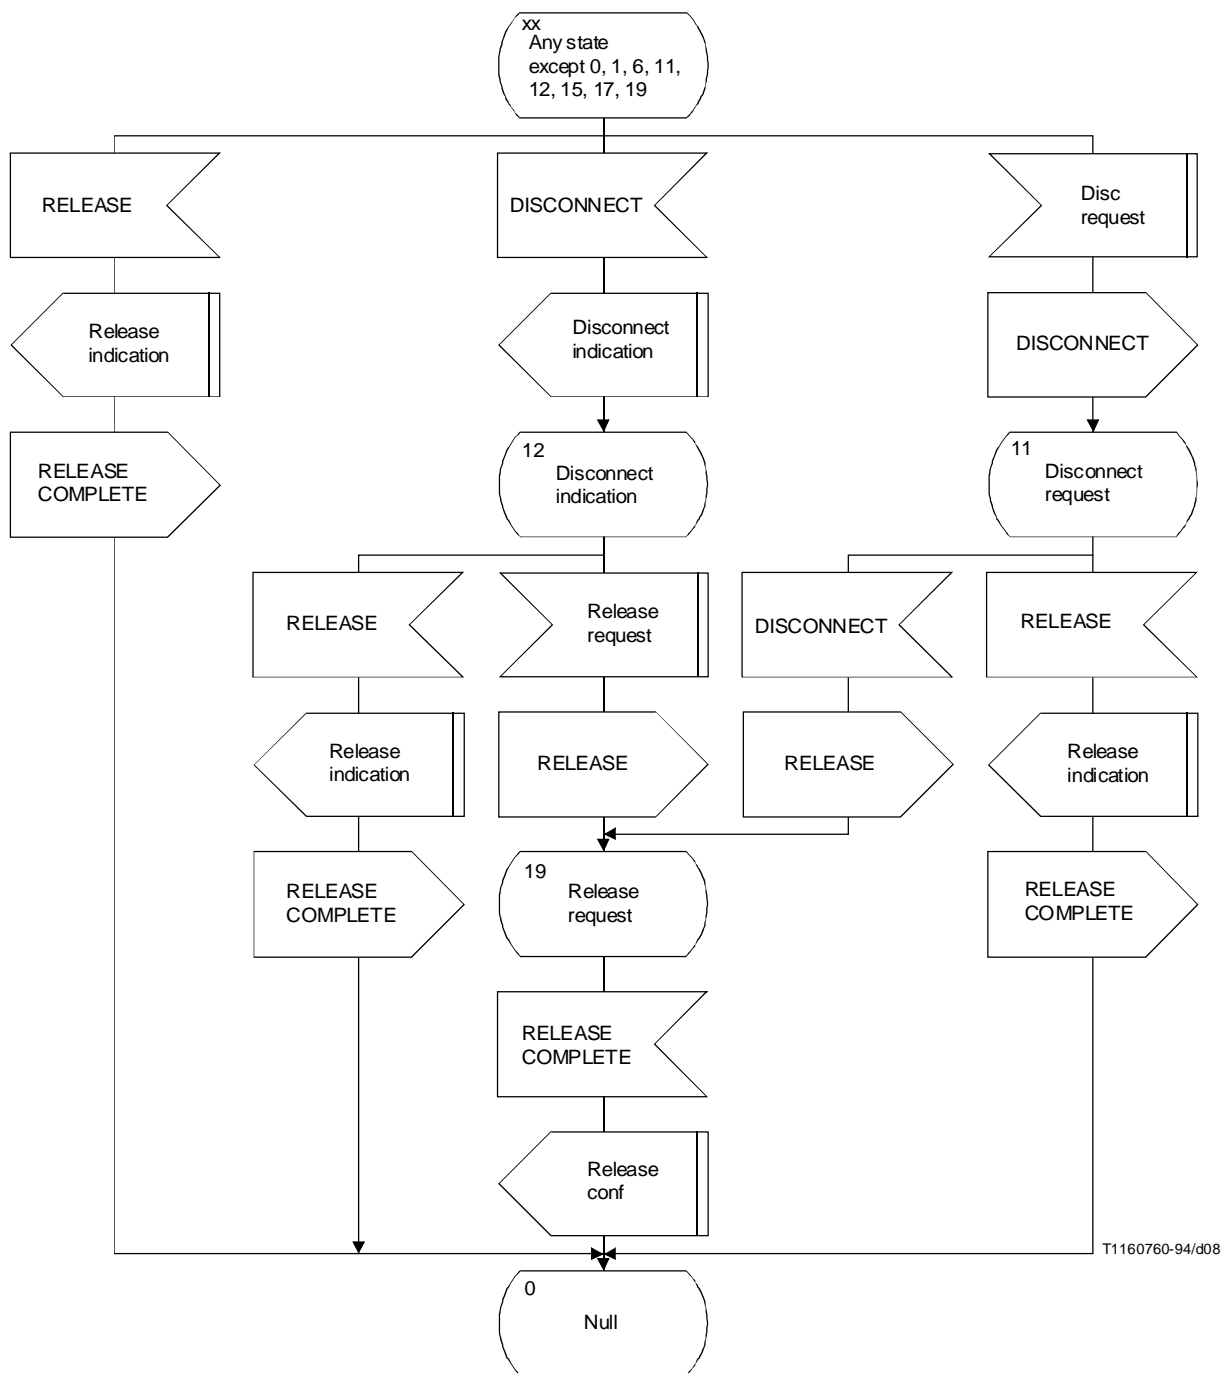 xx
Any state
except 0, 1, 6, 11,
12, 15, 17, 19
RELEASE
DISCONNECT
Disc
request
Release
indication
Disconnect
indication
DISCONNECT
RELEASE
COMPLETE
12
Disconnect
indication
11
Disconnect
request
RELEASE
Release
request
DISCONNECT
RELEASE
Release
indication
RELEASE
RELEASE
Release
indication
RELEASE
COMPLETE
19
Release
request
RELEASE
COMPLETE
RELEASE
COMPLETE
Release
conf
T1160760-94/d08
0
Null